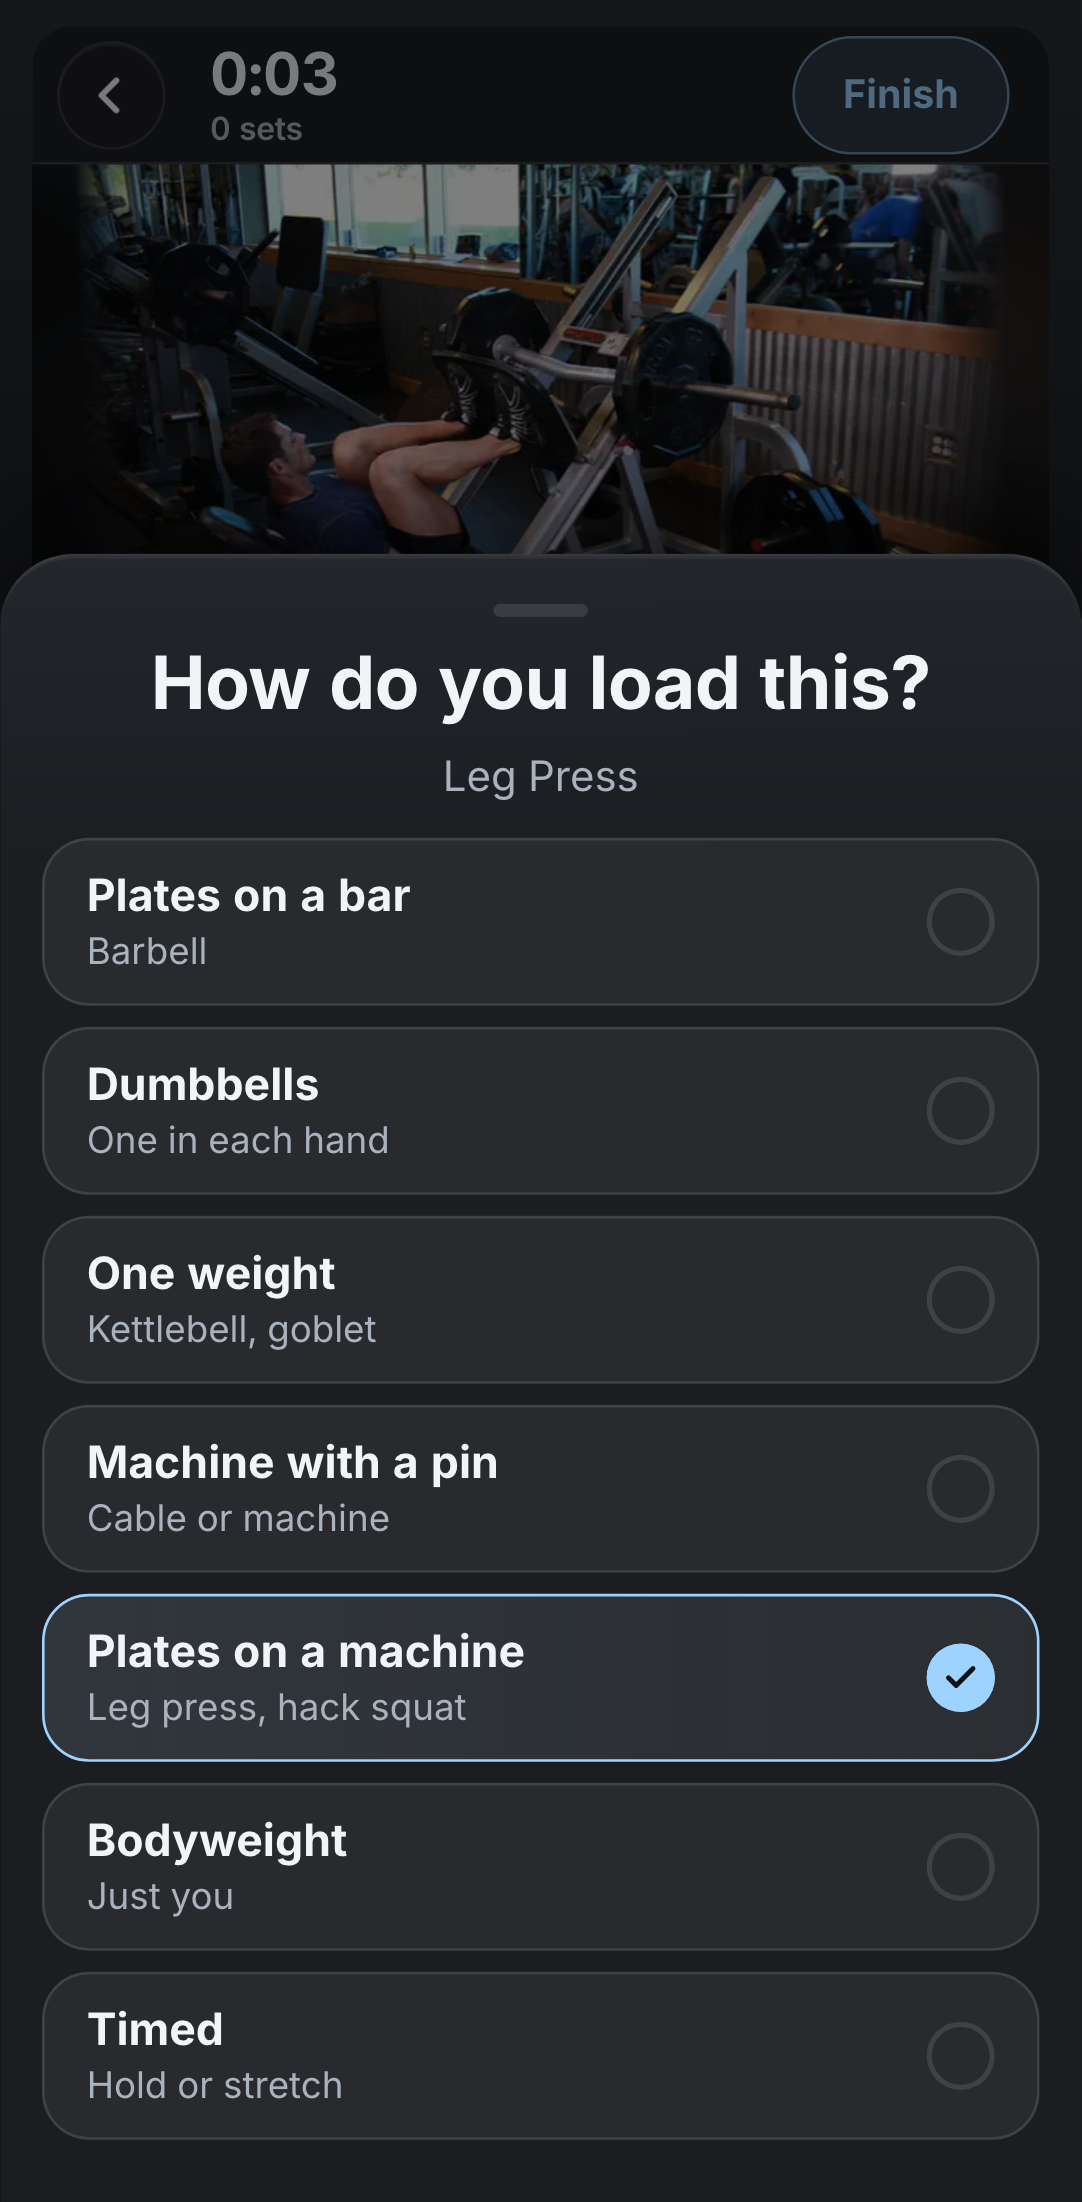 0:03
0 sets
Finish
How do you load this?
Leg Press
Plates on a bar
Barbell
Dumbbells
One in each hand
One weight
Kettlebell, goblet
Machine with a pin
Cable or machine
Plates on a machine
Leg press, hack squat
Bodyweight
Just you
Timed
Hold or stretch